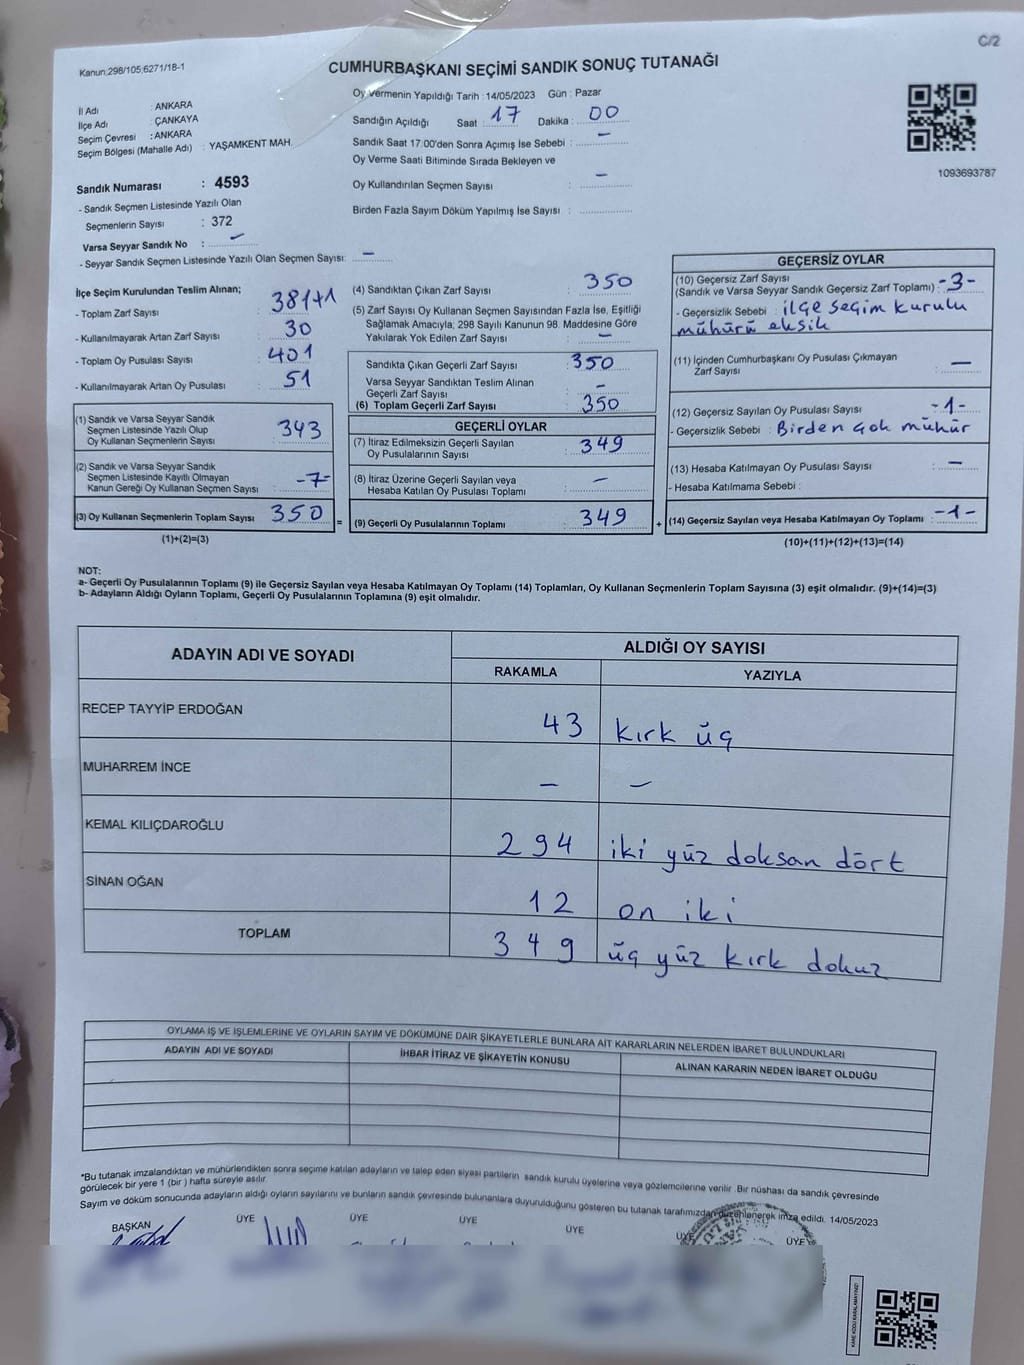 C/2
Kanun:298/105;6271/18-1
CUMHURBAŞKANI SEÇİMİ SANDIK SONUÇ TUTANAĞI
İl Adı : ANKARA
İlçe Adı : ÇANKAYA
Seçim Çevresi : ANKARA
Seçim Bölgesi (Mahalle Adı) : YAŞAMKENT MAH.
Sandık Numarası : 4593
- Sandık Seçmen Listesinde Yazılı Olan
Seçmenlerin Sayısı : 372
Varsa Seyyar Sandık No : –
- Seyyar Sandık Seçmen Listesinde Yazılı Olan Seçmen Sayısı: –
Oy Vermenin Yapıldığı Tarih : 14/05/2023 Gün : Pazar
Sandığın Açıldığı Saat : 17 Dakika : 00
Sandık Saat 17.00'den Sonra Açımış İse Sebebi : –
Oy Verme Saati Bitiminde Sırada Bekleyen ve
Oy Kullandırılan Seçmen Sayısı : –
Birden Fazla Sayım Döküm Yapılmış İse Sayısı :
1093693787
İlçe Seçim Kurulundan Teslim Alınan;
- Toplam Zarf Sayısı : 381+1
- Kullanılmayarak Artan Zarf Sayısı : 30
- Toplam Oy Pusulası Sayısı : 401
- Kullanılmayarak Artan Oy Pusulası : 51
(1) Sandık ve Varsa Seyyar Sandık
Seçmen Listesinde Yazılı Olup
Oy Kullanan Seçmenlerin Sayısı : 343
(2) Sandık ve Varsa Seyyar Sandık
Seçmen Listesinde Kayıtlı Olmayan
Kanun Gereği Oy Kullanan Seçmen Sayısı : -7-
(3) Oy Kullanan Seçmenlerin Toplam Sayısı : 350 =
(1)+(2)=(3)
(4) Sandıktan Çıkan Zarf Sayısı : 350
(5) Zarf Sayısı Oy Kullanan Seçmen Sayısından Fazla İse, Eşitliği
Sağlamak Amacıyla; 298 Sayılı Kanunun 98. Maddesine Göre
Yakılarak Yok Edilen Zarf Sayısı : –
Sandıkta Çıkan Geçerli Zarf Sayısı : 350
Varsa Seyyar Sandıktan Teslim Alınan
Geçerli Zarf Sayısı : –
(6) Toplam Geçerli Zarf Sayısı : 350
GEÇERLİ OYLAR
(7) İtiraz Edilmeksizin Geçerli Sayılan
Oy Pusulalarının Sayısı : 349
(8) İtiraz Üzerine Geçerli Sayılan veya
Hesaba Katılan Oy Pusulası Toplamı : –
(9) Geçerli Oy Pusulalarının Toplamı : 349 +
GEÇERSİZ OYLAR
(10) Geçersiz Zarf Sayısı
(Sandık ve Varsa Seyyar Sandık Geçersiz Zarf Toplamı) : -3-
- Geçersizlik Sebebi : ilçe seçim kurulu
mühürü eksik
(11) İçinden Cumhurbaşkanı Oy Pusulası Çıkmayan
Zarf Sayısı : –
(12) Geçersiz Sayılan Oy Pusulası Sayısı : -1-
- Geçersizlik Sebebi : Birden çok mühür
(13) Hesaba Katılmayan Oy Pusulası Sayısı : –
- Hesaba Katılmama Sebebi :
(14) Geçersiz Sayılan veya Hesaba Katılmayan Oy Toplamı : -1-
(10)+(11)+(12)+(13)=(14)
NOT:
a- Geçerli Oy Pusulalarının Toplamı (9) ile Geçersiz Sayılan veya Hesaba Katılmayan Oy Toplamı (14) Toplamları, Oy Kullanan Seçmenlerin Toplam Sayısına (3) eşit olmalıdır. (9)+(14)=(3)
b- Adayların Aldığı Oyların Toplamı, Geçerli Oy Pusulalarının Toplamına (9) eşit olmalıdır.
ADAYIN ADI VE SOYADI
ALDIĞI OY SAYISI
RAKAMLA YAZIYLA
RECEP TAYYİP ERDOĞAN 43 kırk üç
MUHARREM İNCE – –
KEMAL KILIÇDAROĞLU 294 iki yüz doksan dört
SİNAN OĞAN 12 on iki
TOPLAM 349 üç yüz kırk dokuz
OYLAMA İŞ VE İŞLEMLERİNE VE OYLARIN SAYIM VE DÖKÜMÜNE DAİR ŞİKAYETLERLE BUNLARA AİT KARARLARIN NELERDEN İBARET BULUNDUKLARI
ADAYIN ADI VE SOYADI İHBAR İTİRAZ VE ŞİKAYETİN KONUSU ALINAN KARARIN NEDEN İBARET OLDUĞU
*Bu tutanak imzalandıktan ve mühürlendikten sonra seçime katılan adayların ve talep eden siyasi partilerin sandık kurulu üyelerine veya gözlemcilerine verilir. Bir nüshası da sandık çevresinde
görülecek bir yere 1 (bir) hafta süreyle asılır.
Sayım ve döküm sonucunda adayların aldığı oyların sayılarını ve bunların sandık çevresinde bulunanlara duyurulduğunu gösteren bu tutanak tarafımızdan düzenlenerek imza edildi. 14/05/2023
BAŞKAN ÜYE ÜYE ÜYE ÜYE ÜYE ÜYE